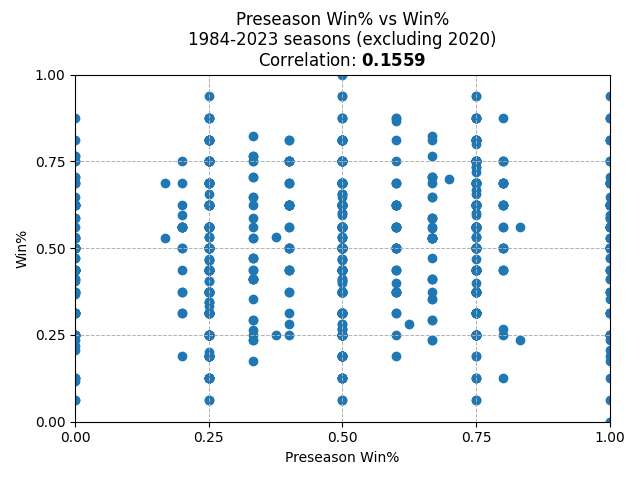 Preseason Win% vs Win%
1984-2023 seasons (excluding 2020)
Correlation: 0.1559
1.00
0.75
0.50
0.25
0.00
Win%
0.00 0.25 0.50 0.75 1.00
Preseason Win%